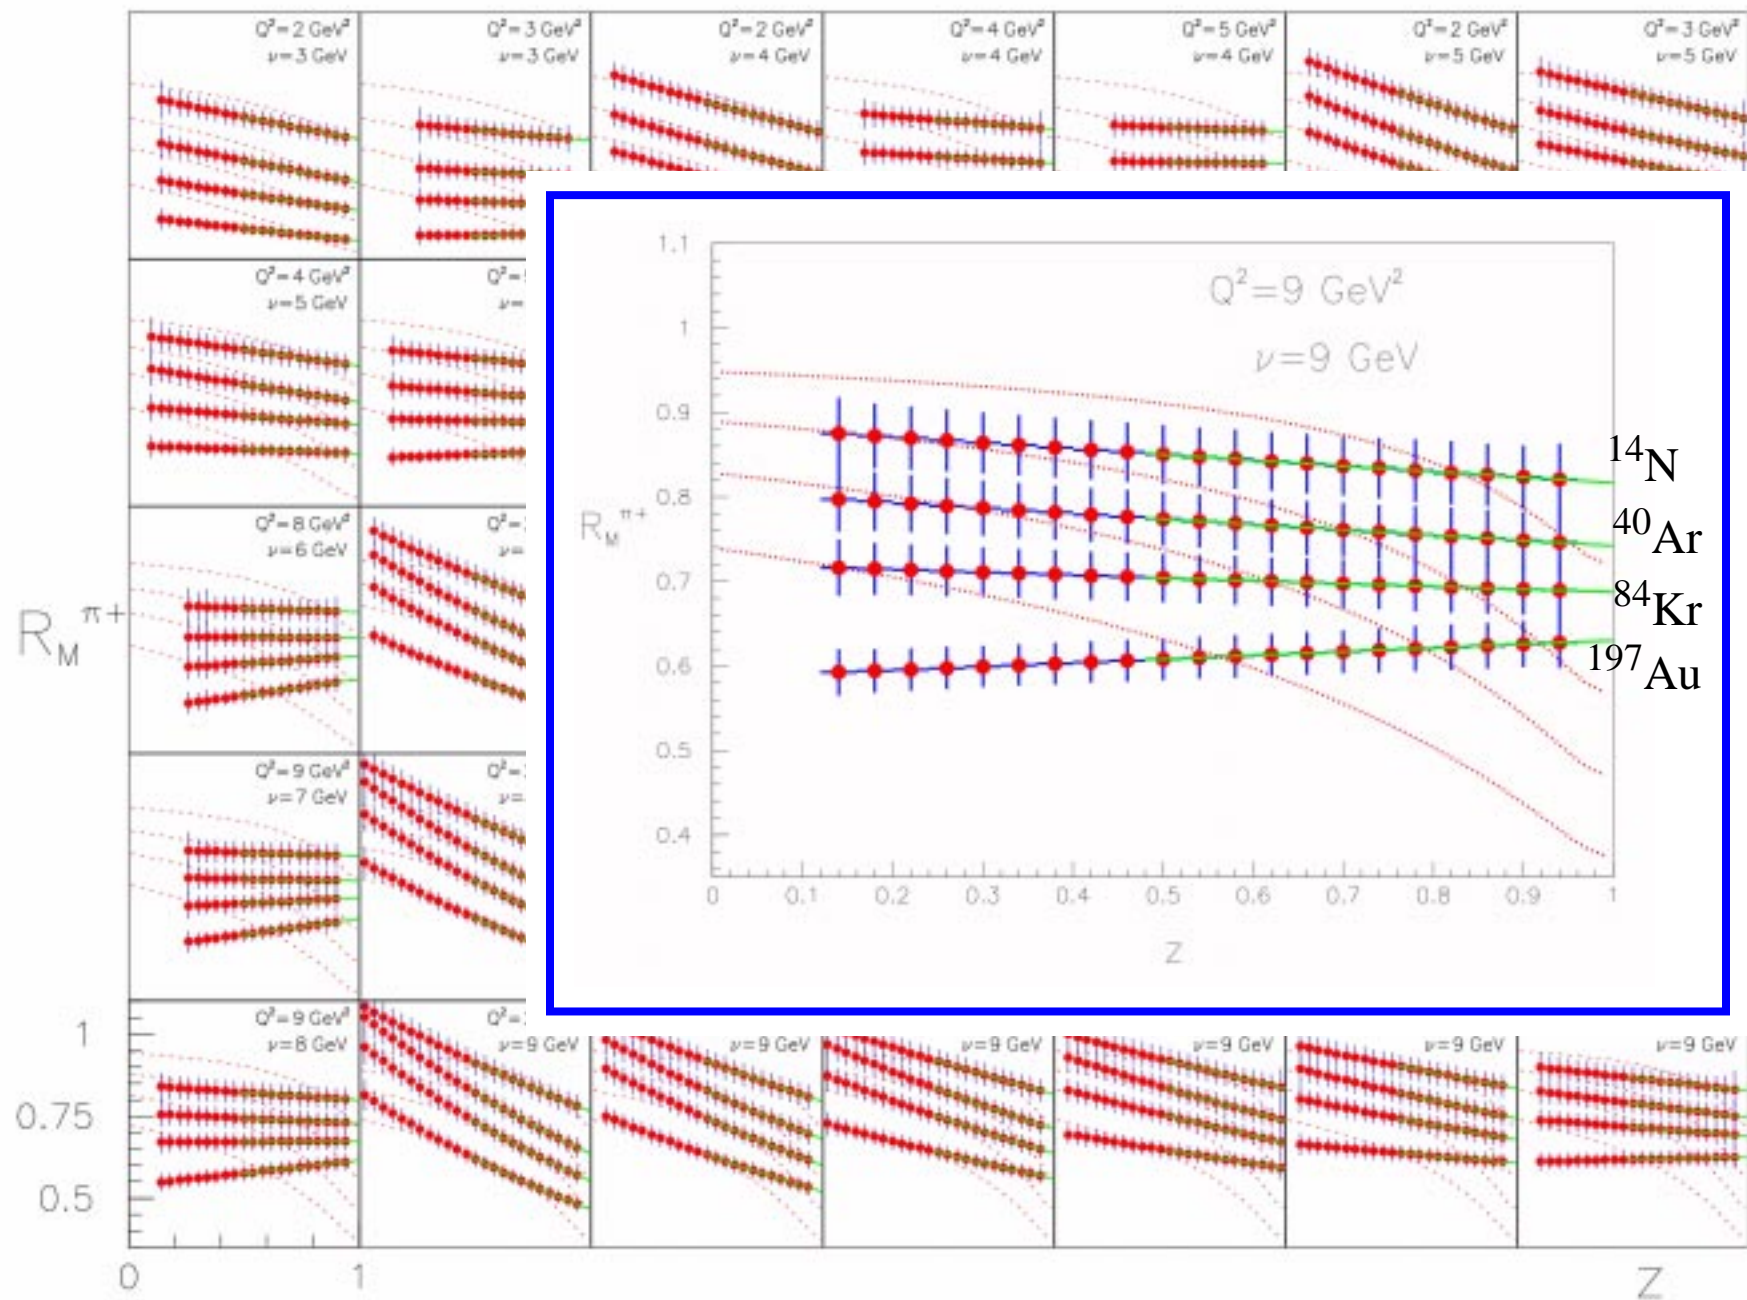 Q²=2 GeV²
ν=3 GeV
Q²=3 GeV²
ν=3 GeV
Q²=2 GeV²
ν=4 GeV
Q²=4 GeV²
ν=4 GeV
Q²=5 GeV²
ν=4 GeV
Q²=2 GeV²
ν=5 GeV
Q²=3 GeV²
ν=5 GeV
Q²=4 GeV²
ν=5 GeV
Q²=8 GeV²
ν=6 GeV
Q²=9 GeV²
ν=7 GeV
Q²=9 GeV²
ν=8 GeV
ν=9 GeV
ν=9 GeV
ν=9 GeV
ν=9 GeV
ν=9 GeV
ν=9 GeV
R_M^π+
1
0.75
0.5
0
1
Z
Q²=9 GeV²
ν=9 GeV
1.1
1
0.9
0.8
0.7
0.6
0.5
0.4
R_M^π+
0 0.1 0.2 0.3 0.4 0.5 0.6 0.7 0.8 0.9 1
Z
¹⁴N
⁴⁰Ar
⁸⁴Kr
¹⁹⁷Au